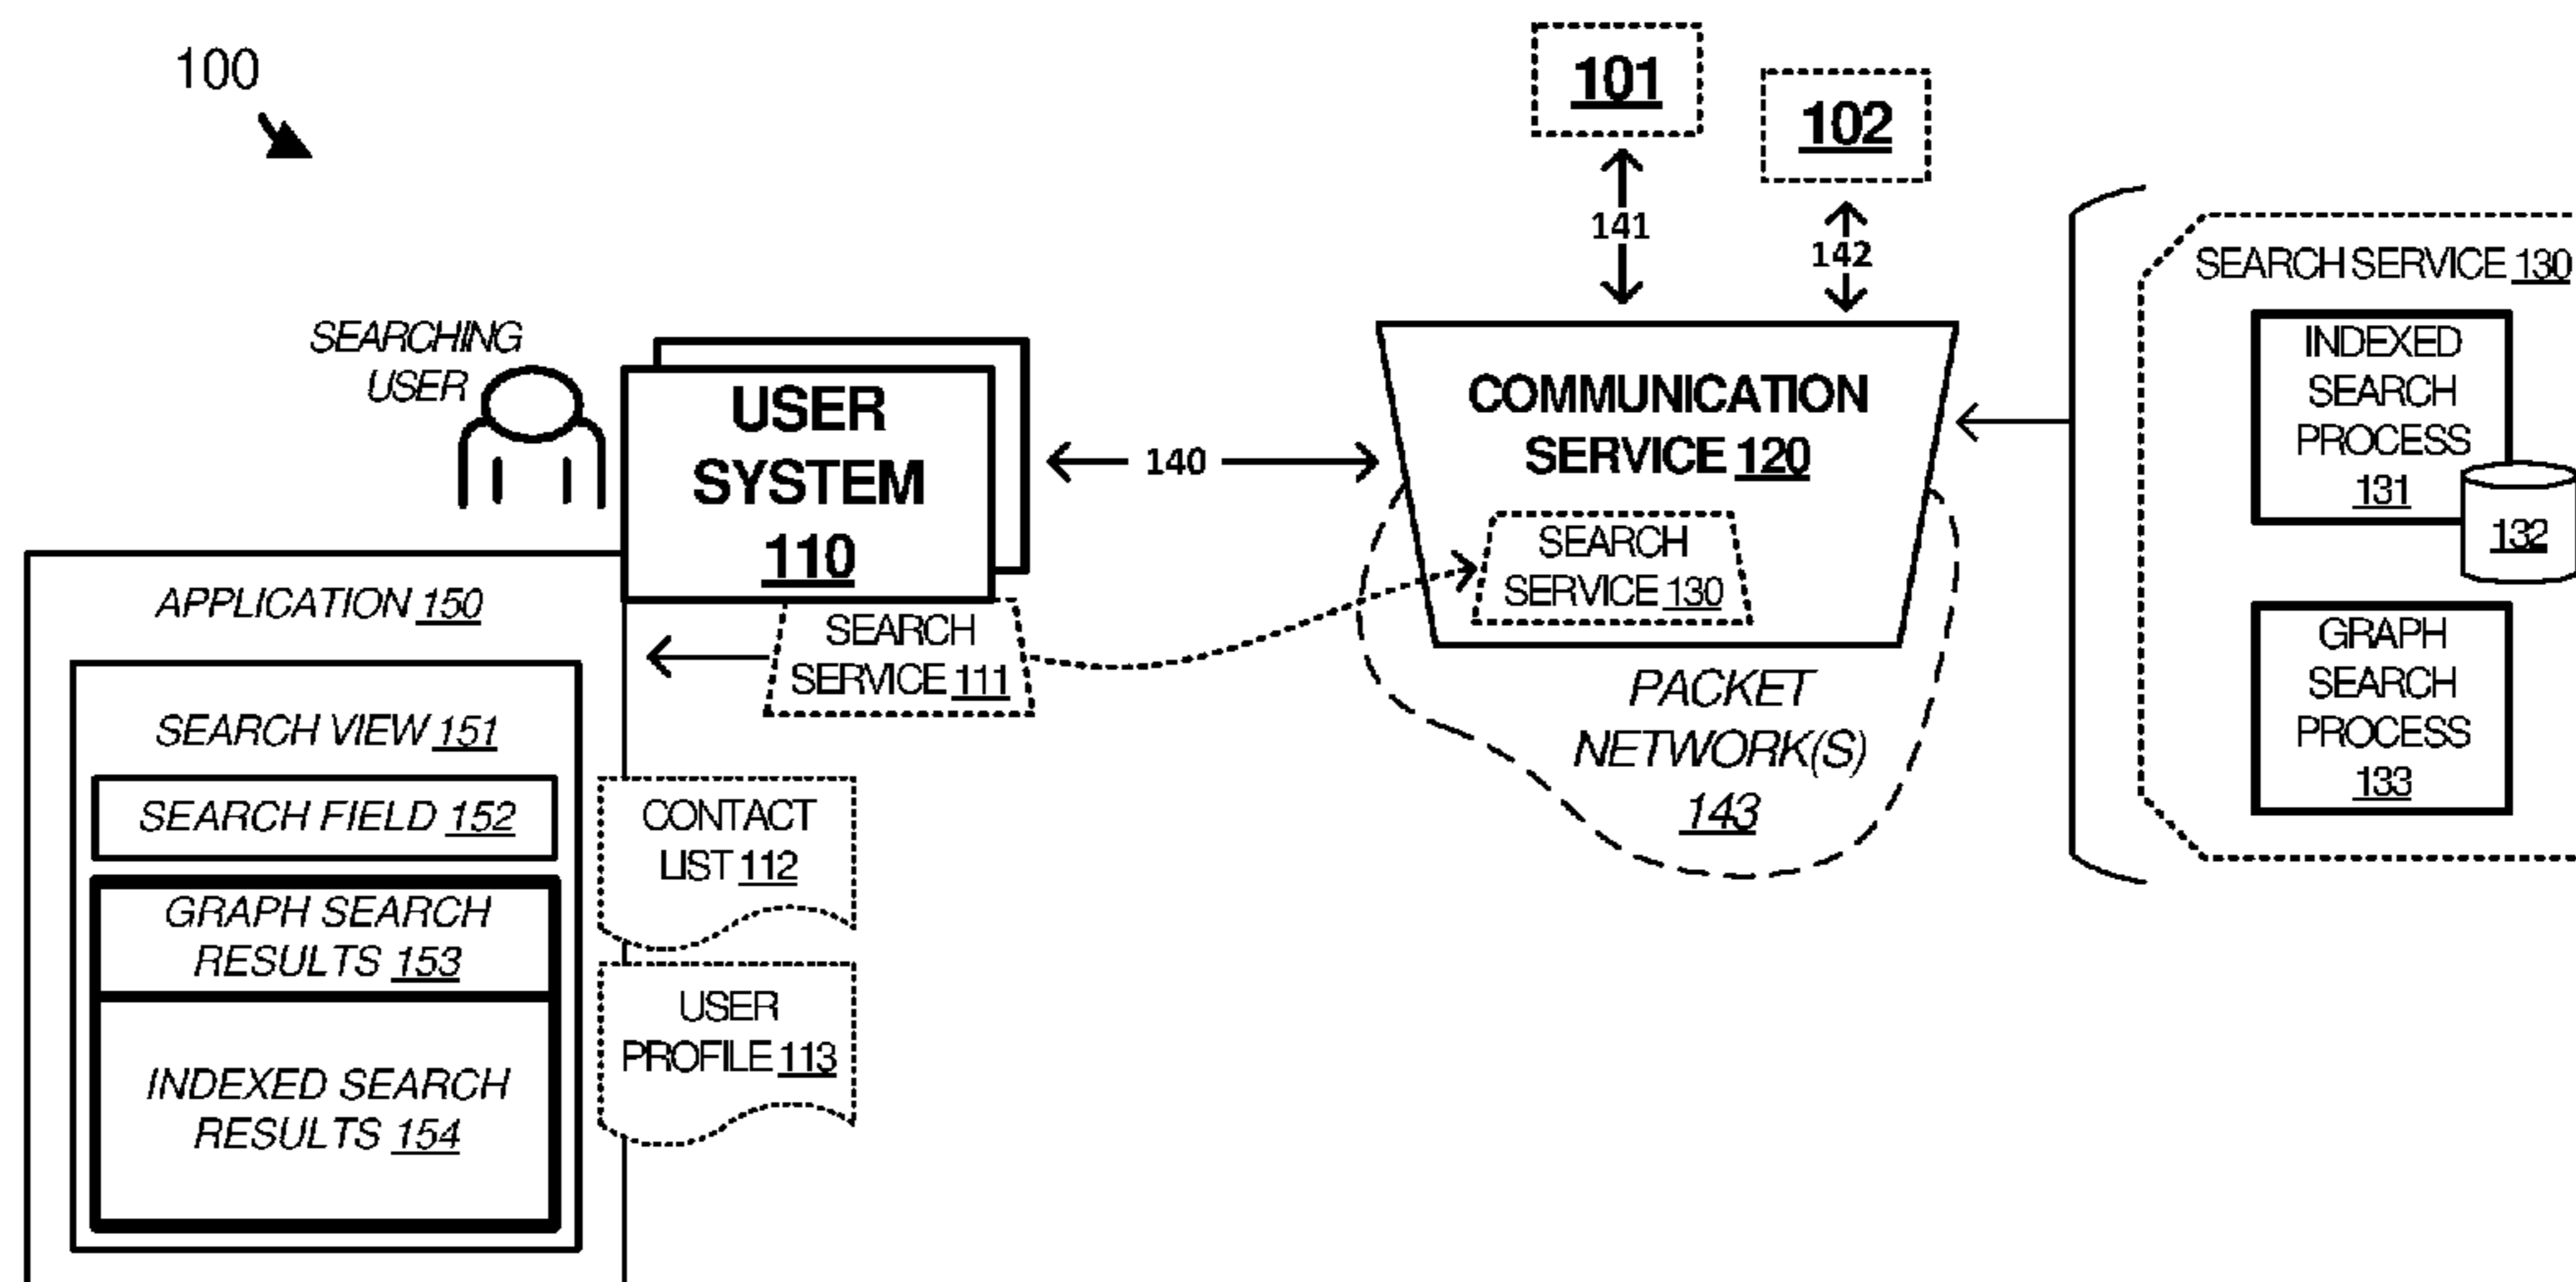 100
101
102
141
142
SEARCHING
USER
USER
SYSTEM
110
140
COMMUNICATION
SERVICE 120
SEARCH
SERVICE 130
PACKET
NETWORK(S)
143
SEARCH SERVICE 130
INDEXED
SEARCH
PROCESS
131
132
GRAPH
SEARCH
PROCESS
133
SEARCH
SERVICE 111
APPLICATION 150
SEARCH VIEW 151
SEARCH FIELD 152
GRAPH SEARCH
RESULTS 153
INDEXED SEARCH
RESULTS 154
CONTACT
LIST 112
USER
PROFILE 113